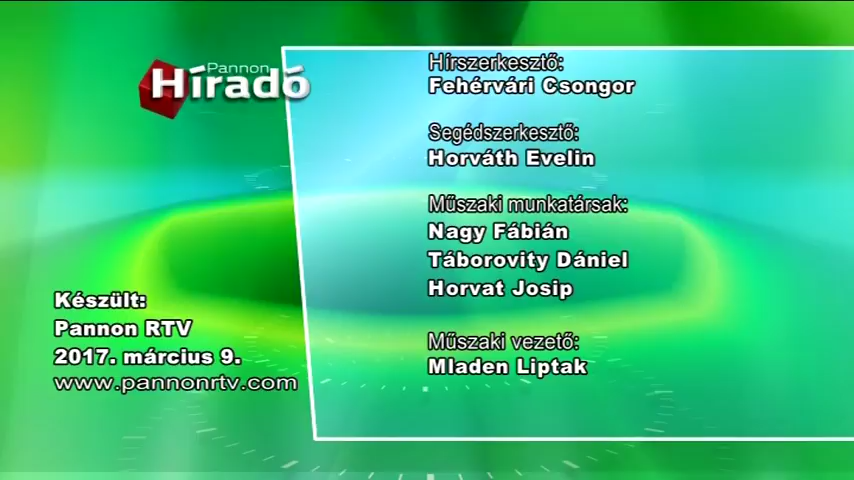 Pannon
Híradó
Hírszerkesztő:
Fehérvári Csongor
Segédszerkesztő:
Horváth Evelin
Műszaki munkatársak:
Nagy Fábián
Táborovity Dániel
Horvat Josip
Műszaki vezető:
Mladen Liptak
Készült:
Pannon RTV
2017. március 9.
www.pannonrtv.com